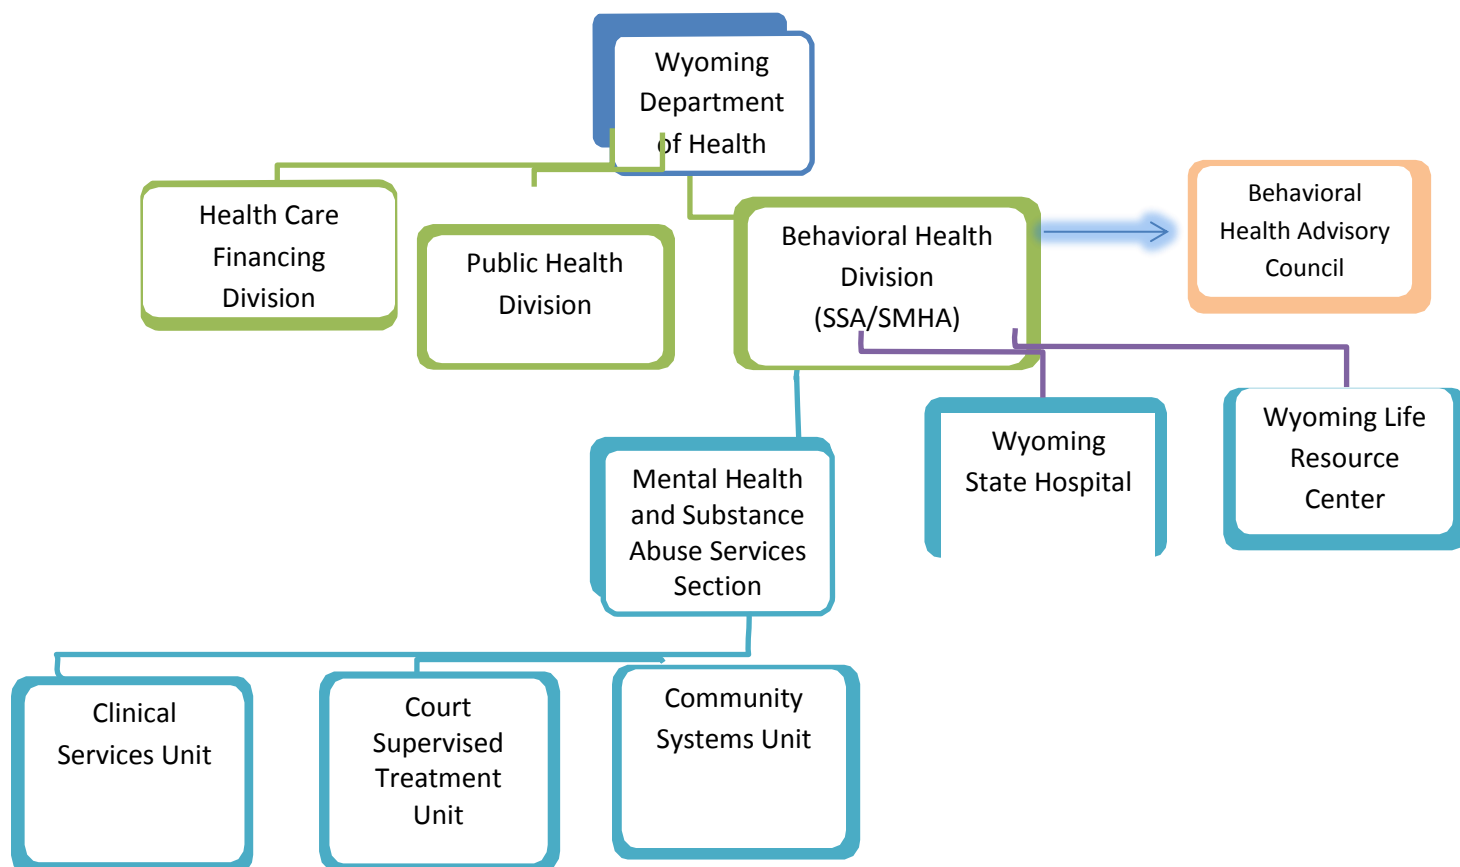 Wyoming
Department
of Health
Health Care
Financing
Division
Public Health
Division
Behavioral Health
Division
(SSA/SMHA)
Behavioral
Health Advisory
Council
Mental Health
and Substance
Abuse Services
Section
Wyoming
State Hospital
Wyoming Life
Resource
Center
Clinical
Services Unit
Court
Supervised
Treatment
Unit
Community
Systems Unit